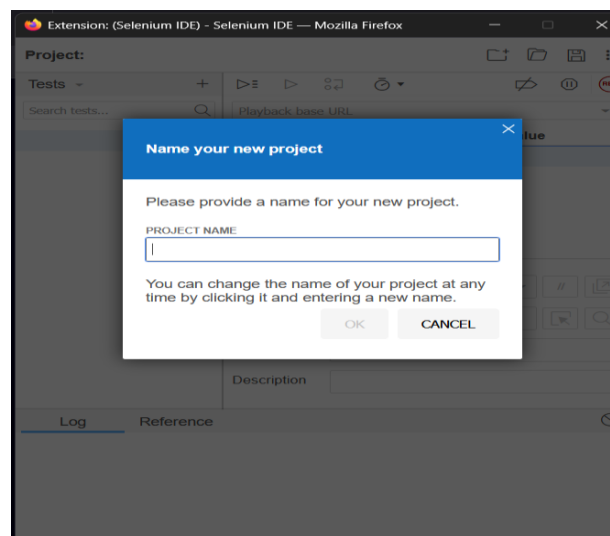 Extension: (Selenium IDE) - Selenium IDE — Mozilla Firefox
Project:
Tests
Search tests...
Playback base URL
Name your new project
Please provide a name for your new project.
PROJECT NAME
You can change the name of your project at any
time by clicking it and entering a new name.
OK CANCEL
Description
Log Reference